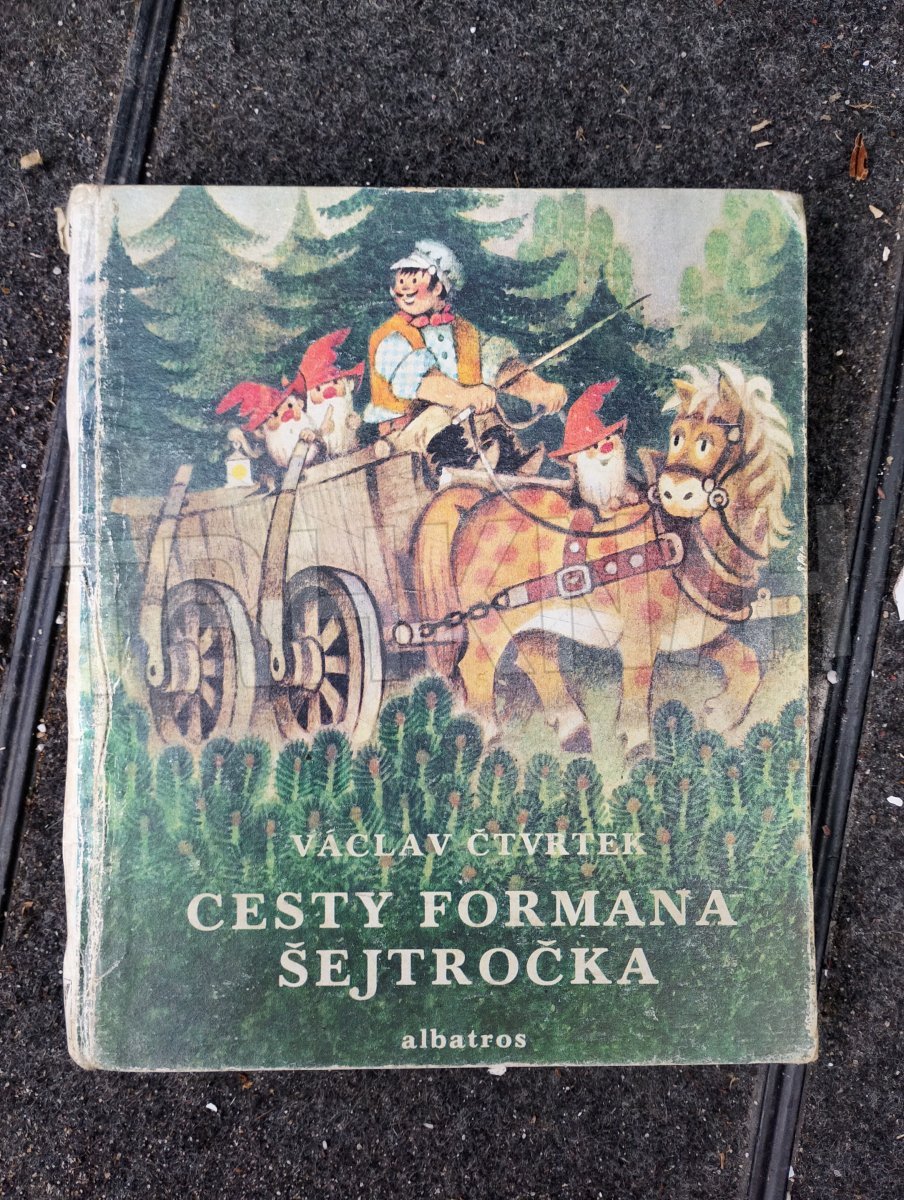 VÁCLAV ČTVRTEK
CESTY FORMANA
ŠEJTROČKA
albatros